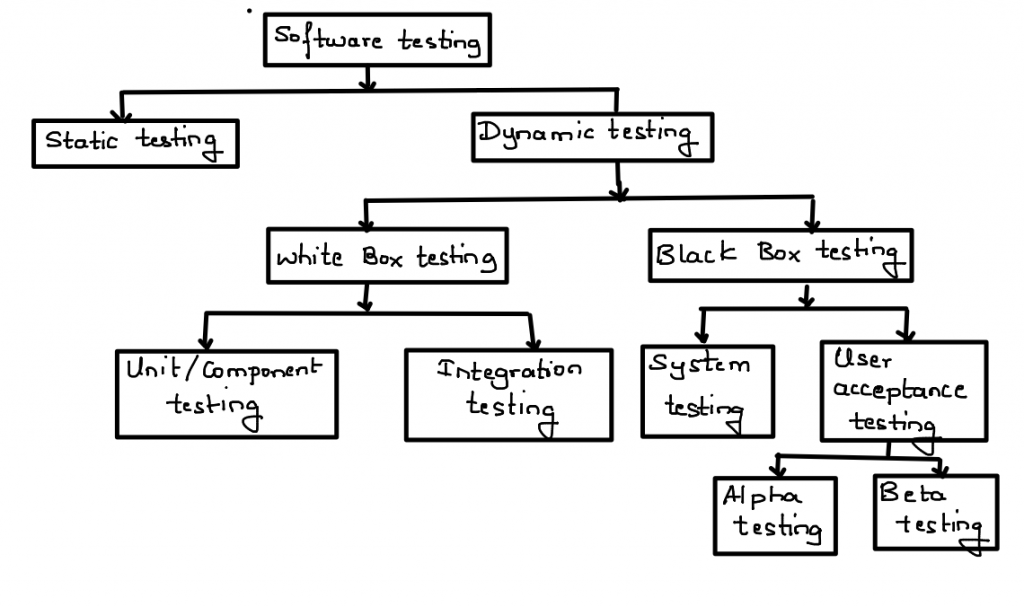 Software testing
Static testing
Dynamic testing
White Box testing
Black Box testing
Unit/Component
testing
Integration
testing
System
testing
User
acceptance
testing
Alpha
testing
Beta
testing